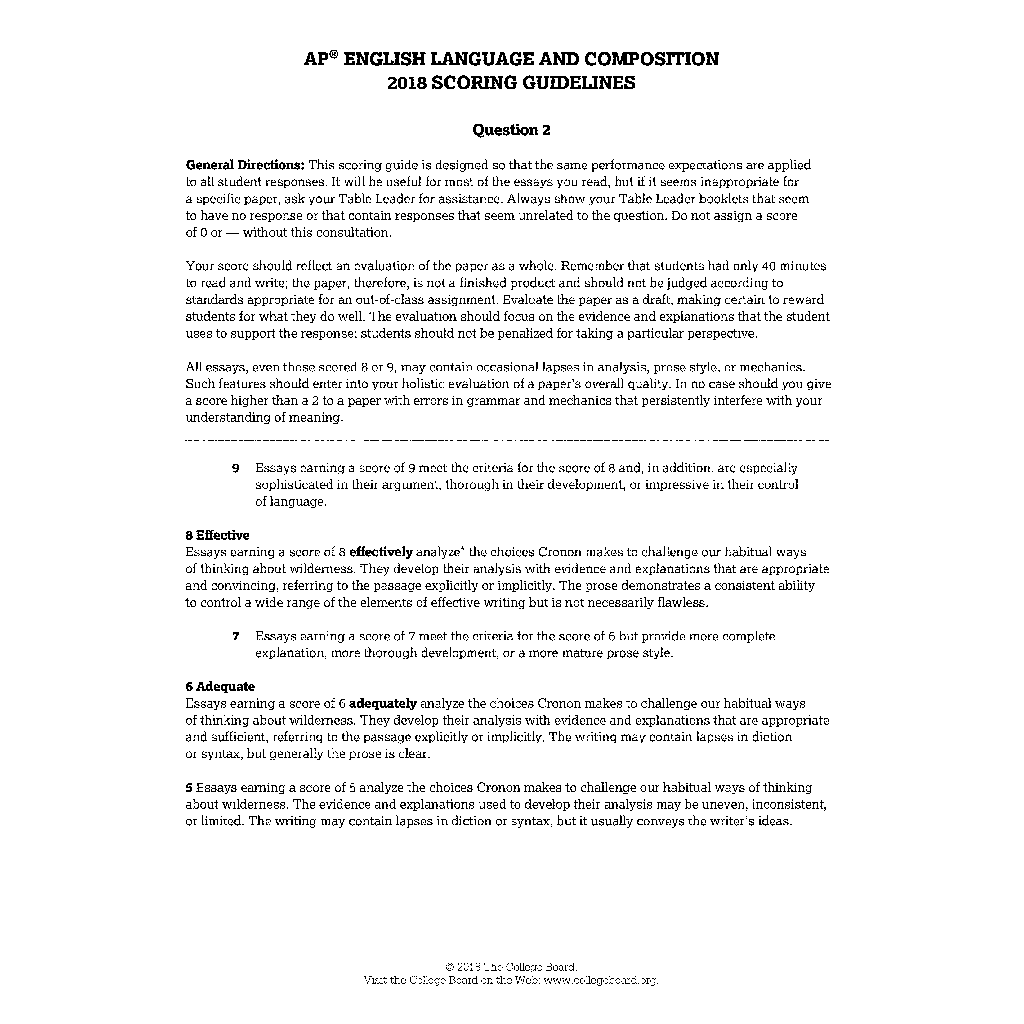 AP® ENGLISH LANGUAGE AND COMPOSITION
2018 SCORING GUIDELINES
Question 2
General Directions: This scoring guide is designed so that the same performance expectations are applied
to all student responses. It will be useful for most of the essays you read, but if it seems inappropriate for
a specific paper, ask your Table Leader for assistance. Always show your Table Leader booklets that seem
to have no response or that contain responses that seem unrelated to the question. Do not assign a score
of 0 or — without this consultation.
Your score should reflect an evaluation of the paper as a whole. Remember that students had only 40 minutes
to read and write; the paper, therefore, is not a finished product and should not be judged according to
standards appropriate for an out-of-class assignment. Evaluate the paper as a draft, making certain to reward
students for what they do well. The evaluation should focus on the evidence and explanations that the student
uses to support the response; students should not be penalized for taking a particular perspective.
All essays, even those scored 8 or 9, may contain occasional lapses in analysis, prose style, or mechanics.
Such features should enter into your holistic evaluation of a paper's overall quality. In no case should you give
a score higher than a 2 to a paper with errors in grammar and mechanics that persistently interfere with your
understanding of meaning.
9 Essays earning a score of 9 meet the criteria for the score of 8 and, in addition, are especially
sophisticated in their argument, thorough in their development, or impressive in their control
of language.
8 Effective
Essays earning a score of 8 effectively analyze* the choices Cronon makes to challenge our habitual ways
of thinking about wilderness. They develop their analysis with evidence and explanations that are appropriate
and convincing, referring to the passage explicitly or implicitly. The prose demonstrates a consistent ability
to control a wide range of the elements of effective writing but is not necessarily flawless.
7 Essays earning a score of 7 meet the criteria for the score of 6 but provide more complete
explanation, more thorough development, or a more mature prose style.
6 Adequate
Essays earning a score of 6 adequately analyze the choices Cronon makes to challenge our habitual ways
of thinking about wilderness. They develop their analysis with evidence and explanations that are appropriate
and sufficient, referring to the passage explicitly or implicitly. The writing may contain lapses in diction
or syntax, but generally the prose is clear.
5 Essays earning a score of 5 analyze the choices Cronon makes to challenge our habitual ways of thinking
about wilderness. The evidence and explanations used to develop their analysis may be uneven, inconsistent,
or limited. The writing may contain lapses in diction or syntax, but it usually conveys the writer's ideas.
© 2018 The College Board.
Visit the College Board on the Web: www.collegeboard.org.